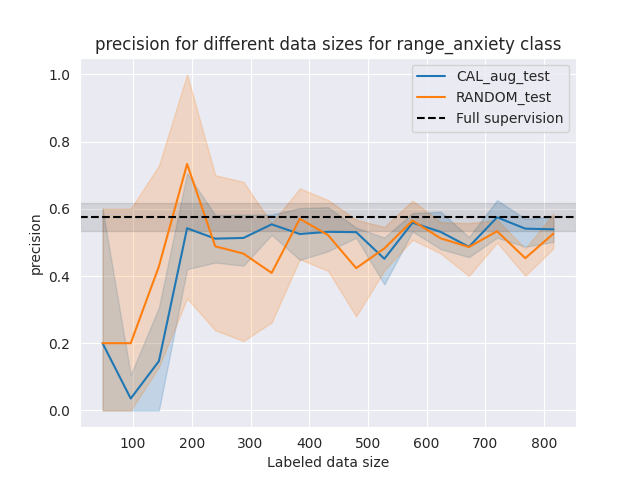 precision for different data sizes for range_anxiety class
CAL_aug_test
RANDOM_test
Full supervision
1.0
0.8
0.6
0.4
0.2
0.0
precision
100 200 300 400 500 600 700 800
Labeled data size